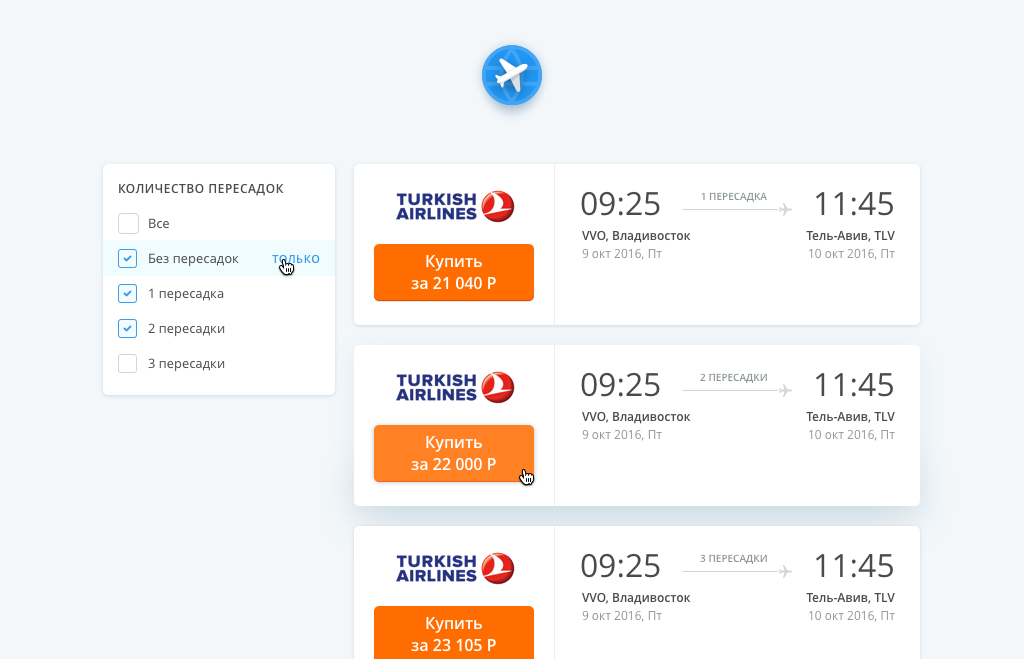 КОЛИЧЕСТВО ПЕРЕСАДОК
Все
Без пересадок ТОЛЬКО
1 пересадка
2 пересадки
3 пересадки
TURKISH
AIRLINES
Купить
за 21 040 Р
09:25 1 ПЕРЕСАДКА 11:45
VVO, Владивосток Тель-Авив, TLV
9 окт 2016, Пт 10 окт 2016, Пт
TURKISH
AIRLINES
Купить
за 22 000 Р
09:25 2 ПЕРЕСАДКИ 11:45
VVO, Владивосток Тель-Авив, TLV
9 окт 2016, Пт 10 окт 2016, Пт
TURKISH
AIRLINES
Купить
за 23 105 Р
09:25 3 ПЕРЕСАДКИ 11:45
VVO, Владивосток Тель-Авив, TLV
9 окт 2016, Пт 10 окт 2016, Пт